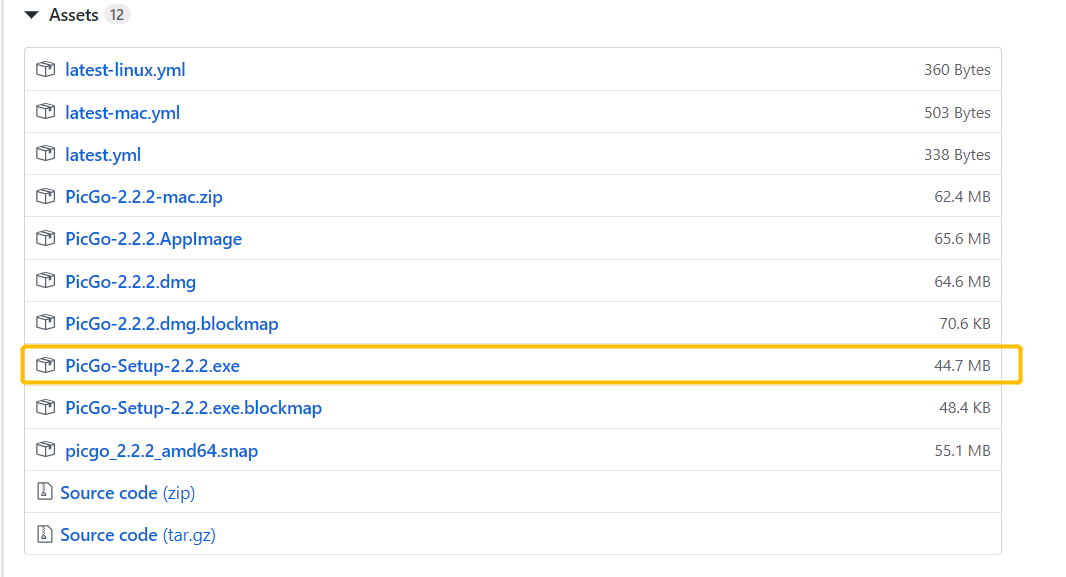 Assets 12
latest-linux.yml 360 Bytes
latest-mac.yml 503 Bytes
latest.yml 338 Bytes
PicGo-2.2.2-mac.zip 62.4 MB
PicGo-2.2.2.AppImage 65.6 MB
PicGo-2.2.2.dmg 64.6 MB
PicGo-2.2.2.dmg.blockmap 70.6 KB
PicGo-Setup-2.2.2.exe 44.7 MB
PicGo-Setup-2.2.2.exe.blockmap 48.4 KB
picgo_2.2.2_amd64.snap 55.1 MB
Source code (zip)
Source code (tar.gz)